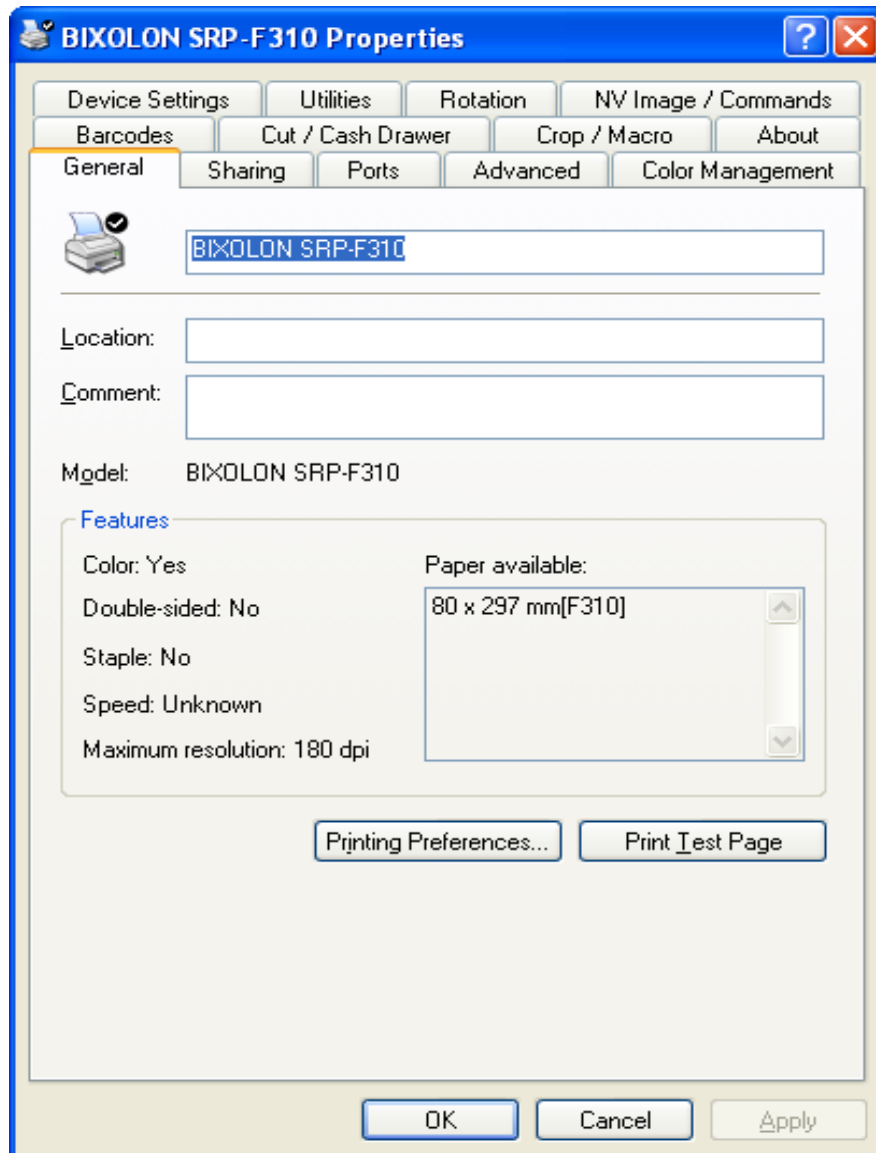 BIXOLON SRP-F310 Properties
Device Settings Utilities Rotation NV Image / Commands
Barcodes Cut / Cash Drawer Crop / Macro About
General Sharing Ports Advanced Color Management
BIXOLON SRP-F310
Location:
Comment:
Model: BIXOLON SRP-F310
Features
Color: Yes Paper available:
Double-sided: No 80 x 297 mm[F310]
Staple: No
Speed: Unknown
Maximum resolution: 180 dpi
Printing Preferences... Print Test Page
OK Cancel Apply